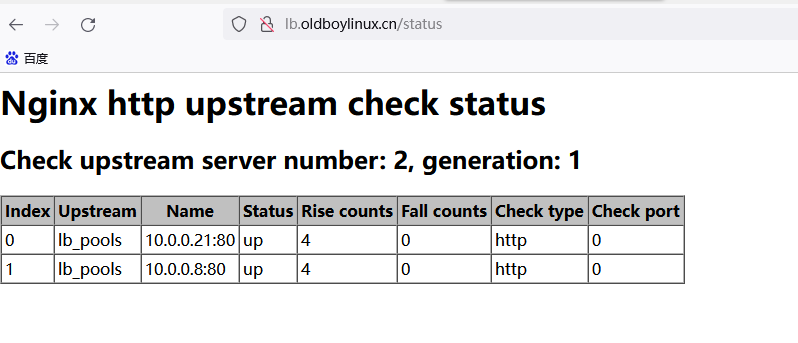 lb.oldboylinux.cn/status
百度
Nginx http upstream check status
Check upstream server number: 2, generation: 1
Index Upstream Name Status Rise counts Fall counts Check type Check port
0 lb_pools 10.0.0.21:80 up 4 0 http 0
1 lb_pools 10.0.0.8:80 up 4 0 http 0